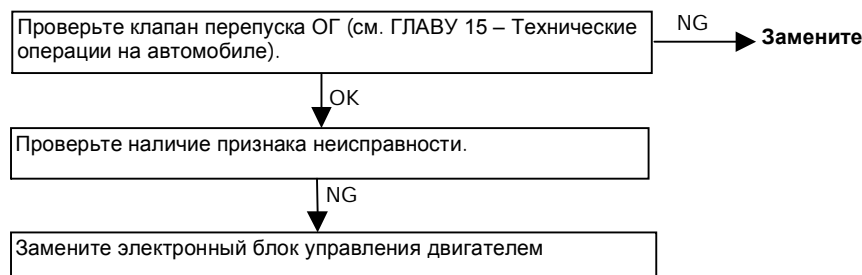 Проверьте клапан перепуска ОГ (см. ГЛАВУ 15 – Технические
операции на автомобиле).
NG
Замените
OK
Проверьте наличие признака неисправности.
NG
Замените электронный блок управления двигателем